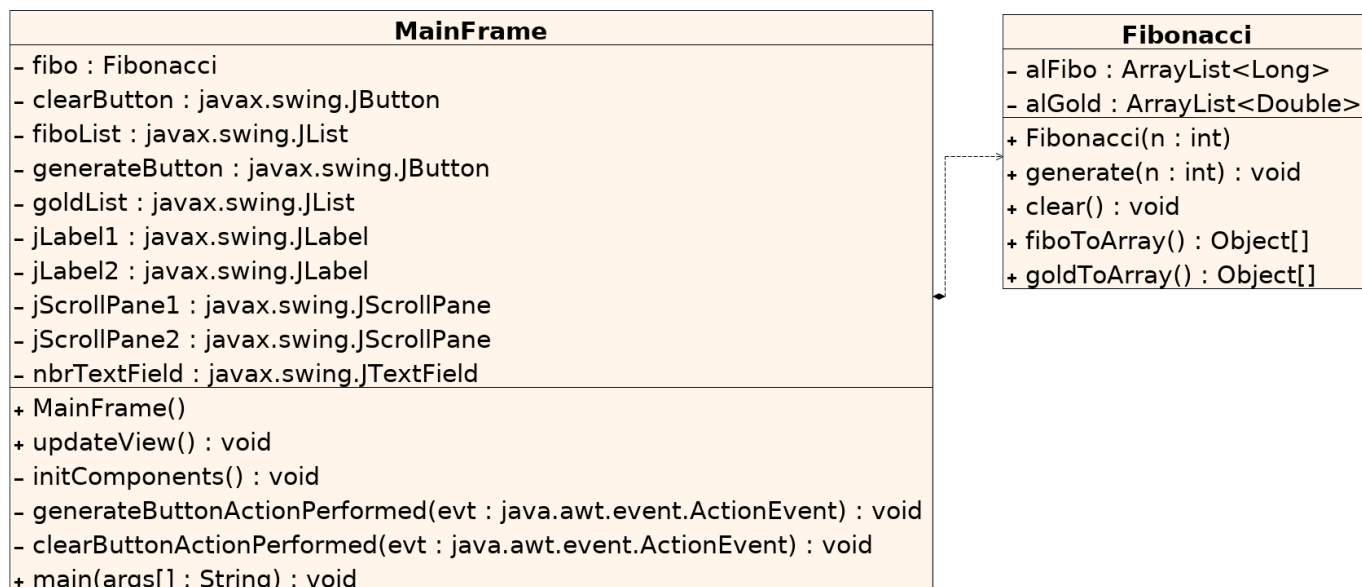 MainFrame
– fibo : Fibonacci
– clearButton : javax.swing.JButton
– fiboList : javax.swing.JList
– generateButton : javax.swing.JButton
– goldList : javax.swing.JList
– jLabel1 : javax.swing.JLabel
– jLabel2 : javax.swing.JLabel
– jScrollPane1 : javax.swing.JScrollPane
– jScrollPane2 : javax.swing.JScrollPane
– nbrTextField : javax.swing.JTextField
+ MainFrame()
+ updateView() : void
– initComponents() : void
– generateButtonActionPerformed(evt : java.awt.event.ActionEvent) : void
– clearButtonActionPerformed(evt : java.awt.event.ActionEvent) : void
+ main(args[] : String) : void
Fibonacci
– alFibo : ArrayList<Long>
– alGold : ArrayList<Double>
+ Fibonacci(n : int)
+ generate(n : int) : void
+ clear() : void
+ fiboToArray() : Object[]
+ goldToArray() : Object[]